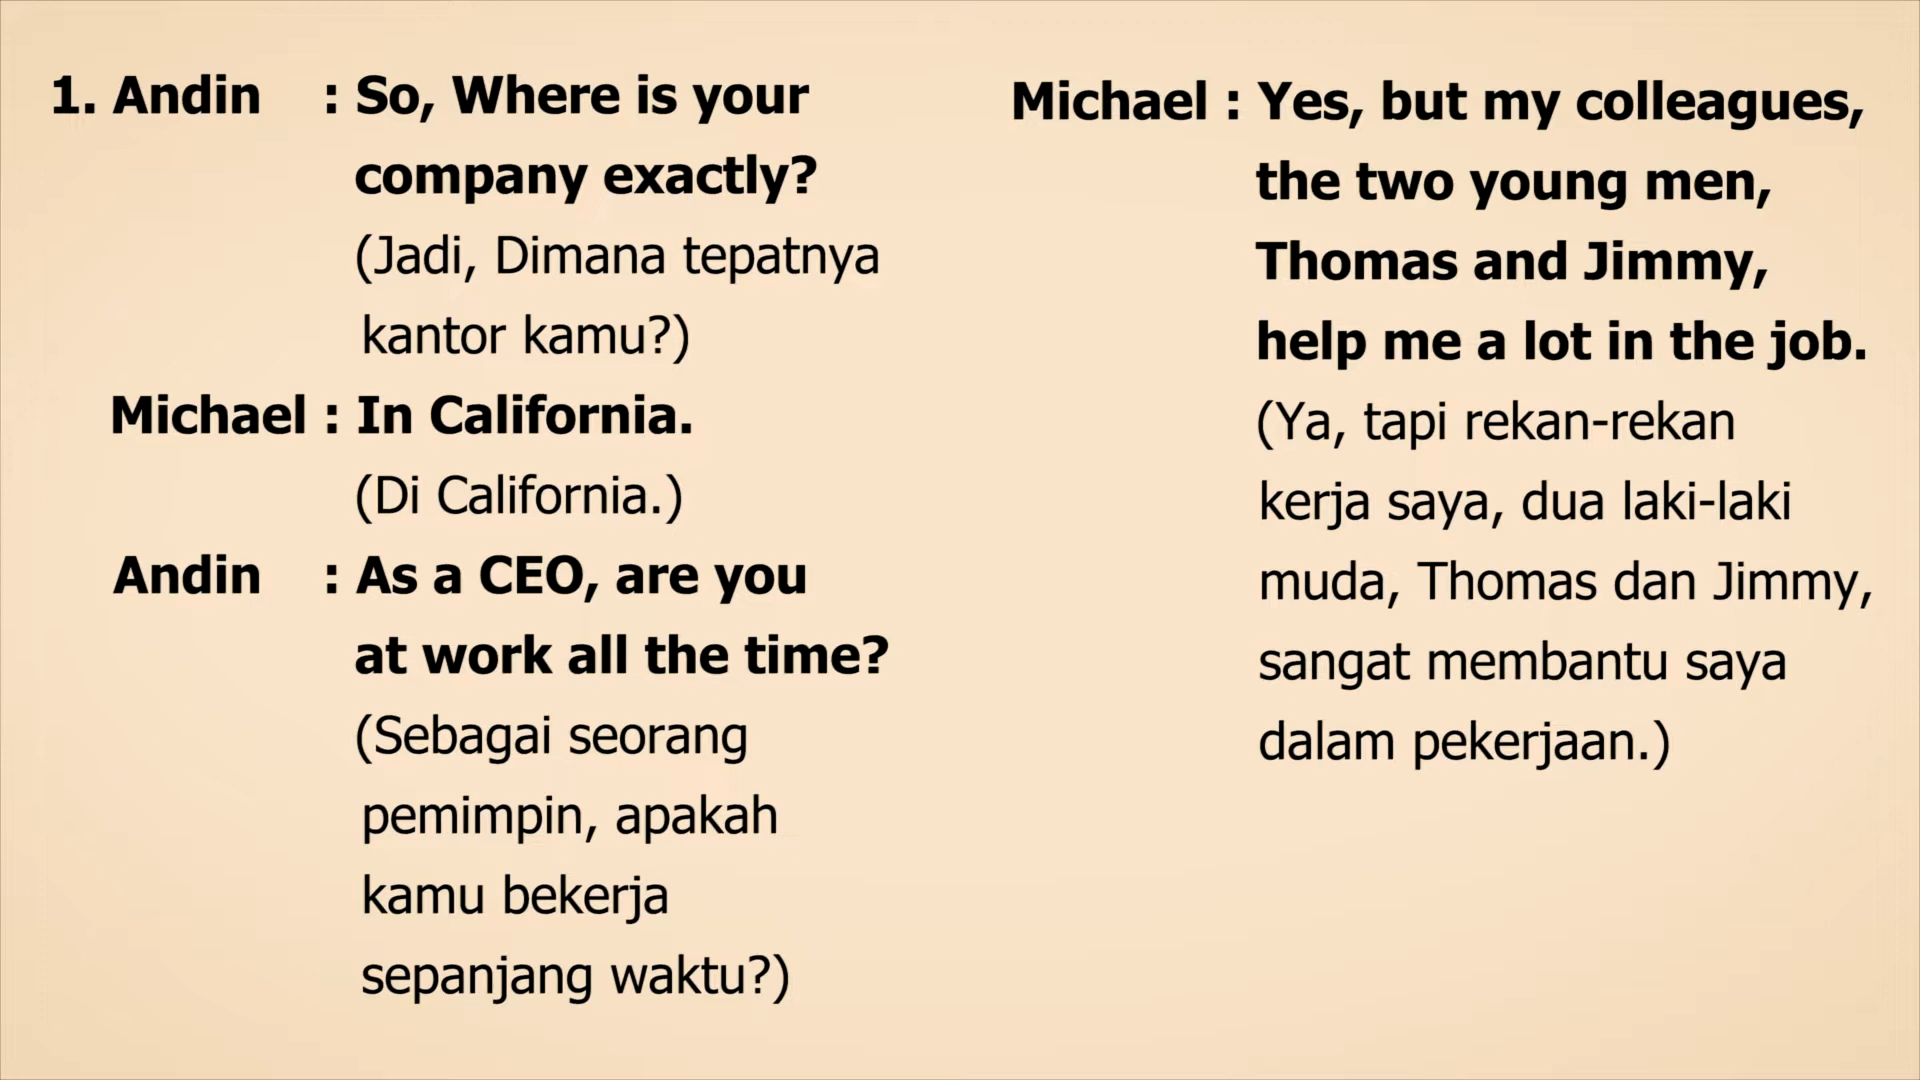 1. Andin : So, Where is your
company exactly?
(Jadi, Dimana tepatnya
kantor kamu?)
Michael : In California.
(Di California.)
Andin : As a CEO, are you
at work all the time?
(Sebagai seorang
pemimpin, apakah
kamu bekerja
sepanjang waktu?)
Michael : Yes, but my colleagues,
the two young men,
Thomas and Jimmy,
help me a lot in the job.
(Ya, tapi rekan-rekan
kerja saya, dua laki-laki
muda, Thomas dan Jimmy,
sangat membantu saya
dalam pekerjaan.)